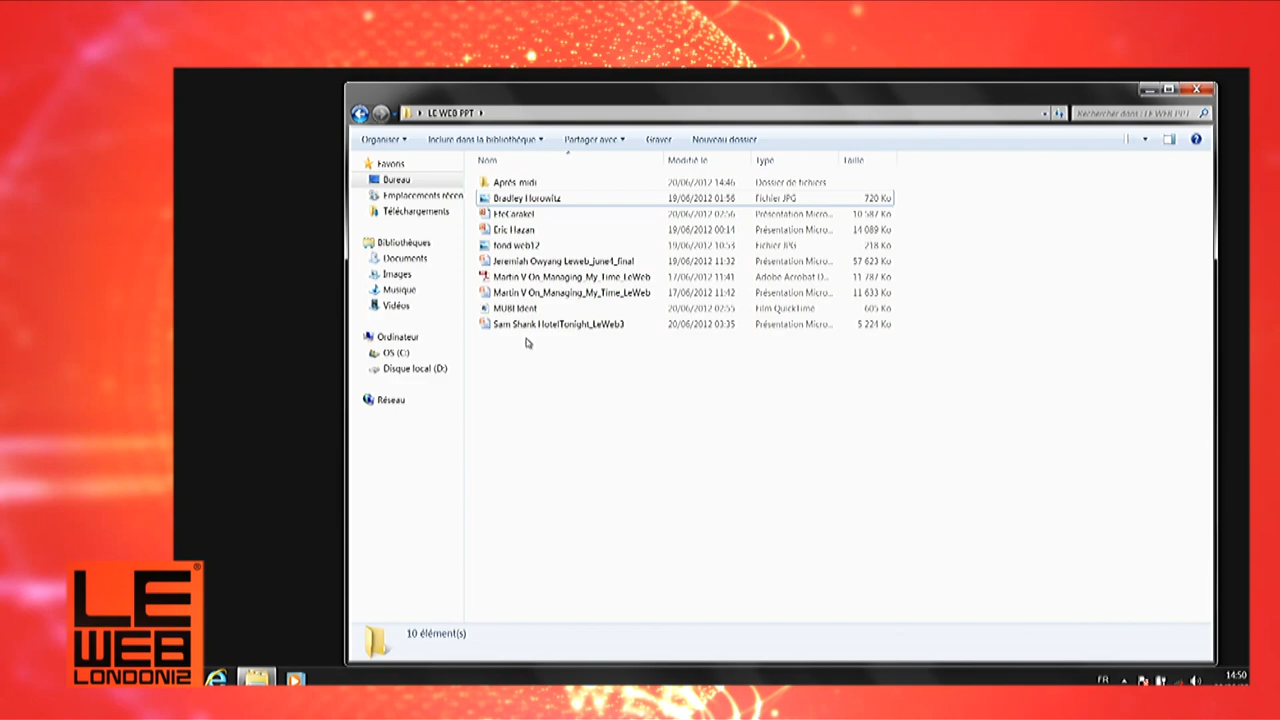 LE WEB PPT
Rechercher dans : LE WEB PPT
Organiser Inclure dans la bibliothèque Partager avec Graver Nouveau dossier
Favoris
Bureau
Emplacements récen
Téléchargements
Bibliothèques
Documents
Images
Musique
Vidéos
Ordinateur
OS (C:)
Disque local (D:)
Réseau
Nom Modifié le Type Taille
Après midi 20/06/2012 14:46 Dossier de fichiers
Bradley Horowitz 19/06/2012 01:56 Fichier JPG 720 Ko
20/06/2012 02:56 Présentation Micro... 10 587 Ko
Eric Hazan 19/06/2012 00:14 Présentation Micro... 14 089 Ko
fond web12 19/06/2012 10:53 Fichier JPG 218 Ko
Jeremiah Owyang Leweb_june4_final 19/06/2012 11:32 Présentation Micro... 57 623 Ko
Martin V On_Managing_My_Time_LeWeb 17/06/2012 11:41 Adobe Acrobat D... 11 787 Ko
Martin V On_Managing_My_Time_LeWeb 17/06/2012 11:42 Présentation Micro... 11 633 Ko
MUBI Ident 20/06/2012 02:55 Film QuickTime 605 Ko
Sam Shank HotelTonight_LeWeb3 20/06/2012 03:35 Présentation Micro... 5 224 Ko
10 élément(s)
FR 14:50
LE
WEB
LONDON12
®